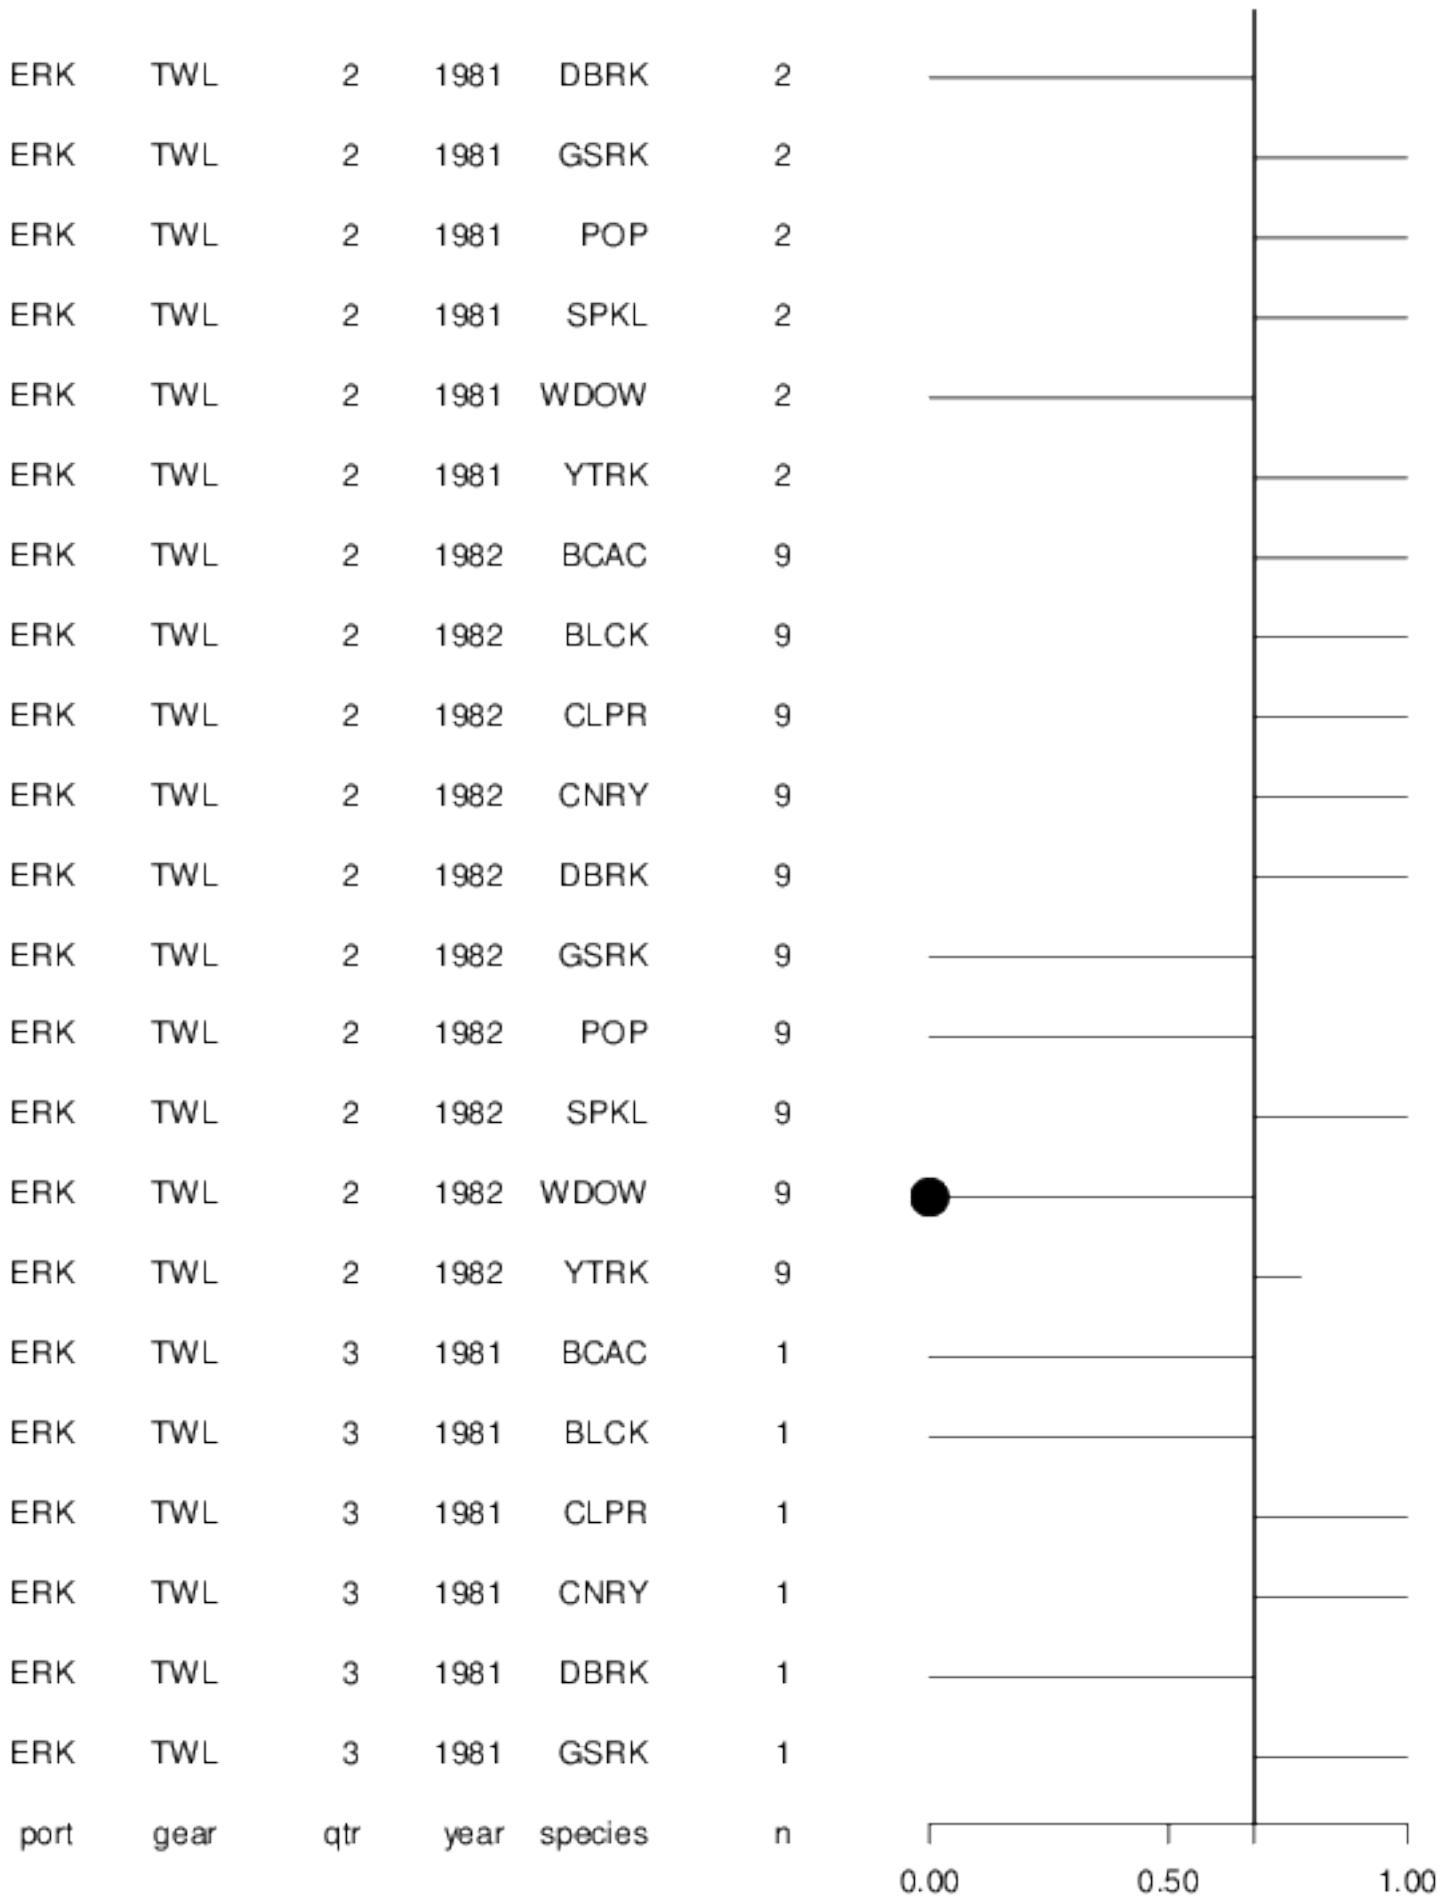 ERK TWL 2 1981 DBRK 2
ERK TWL 2 1981 GSRK 2
ERK TWL 2 1981 POP 2
ERK TWL 2 1981 SPKL 2
ERK TWL 2 1981 WDOW 2
ERK TWL 2 1981 YTRK 2
ERK TWL 2 1982 BCAC 9
ERK TWL 2 1982 BLCK 9
ERK TWL 2 1982 CLPR 9
ERK TWL 2 1982 CNRY 9
ERK TWL 2 1982 DBRK 9
ERK TWL 2 1982 GSRK 9
ERK TWL 2 1982 POP 9
ERK TWL 2 1982 SPKL 9
ERK TWL 2 1982 WDOW 9
ERK TWL 2 1982 YTRK 9
ERK TWL 3 1981 BCAC 1
ERK TWL 3 1981 BLCK 1
ERK TWL 3 1981 CLPR 1
ERK TWL 3 1981 CNRY 1
ERK TWL 3 1981 DBRK 1
ERK TWL 3 1981 GSRK 1
port gear qtr year species n
0.00 0.50 1.00